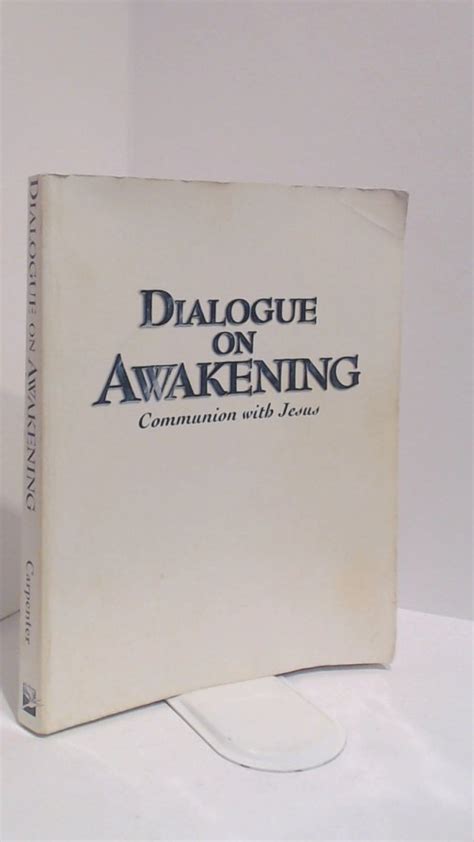 DIALOGUE
ON
AWAKENING
Communion with Jesus
DIALOGUE ON AWAKENING
Carpenter